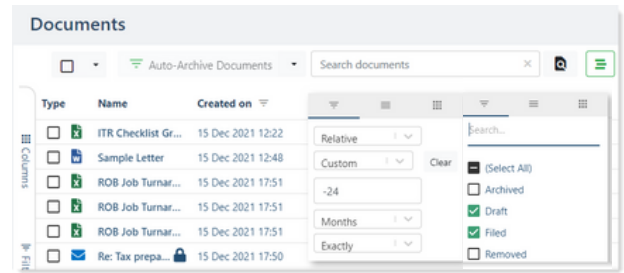 Documents
Auto-Archive Documents
Search documents
Type Name Created on
ITR Checklist Gr... 15 Dec 2021 12:22
Sample Letter 15 Dec 2021 12:48
ROB Job Turnar... 15 Dec 2021 17:51
ROB Job Turnar... 15 Dec 2021 17:51
ROB Job Turnar... 15 Dec 2021 17:51
Re: Tax prepa... 15 Dec 2021 17:50
Columns
Filt
Relative
Custom
Clear
-24
Months
Exactly
Search...
(Select All)
Archived
Draft
Filed
Removed